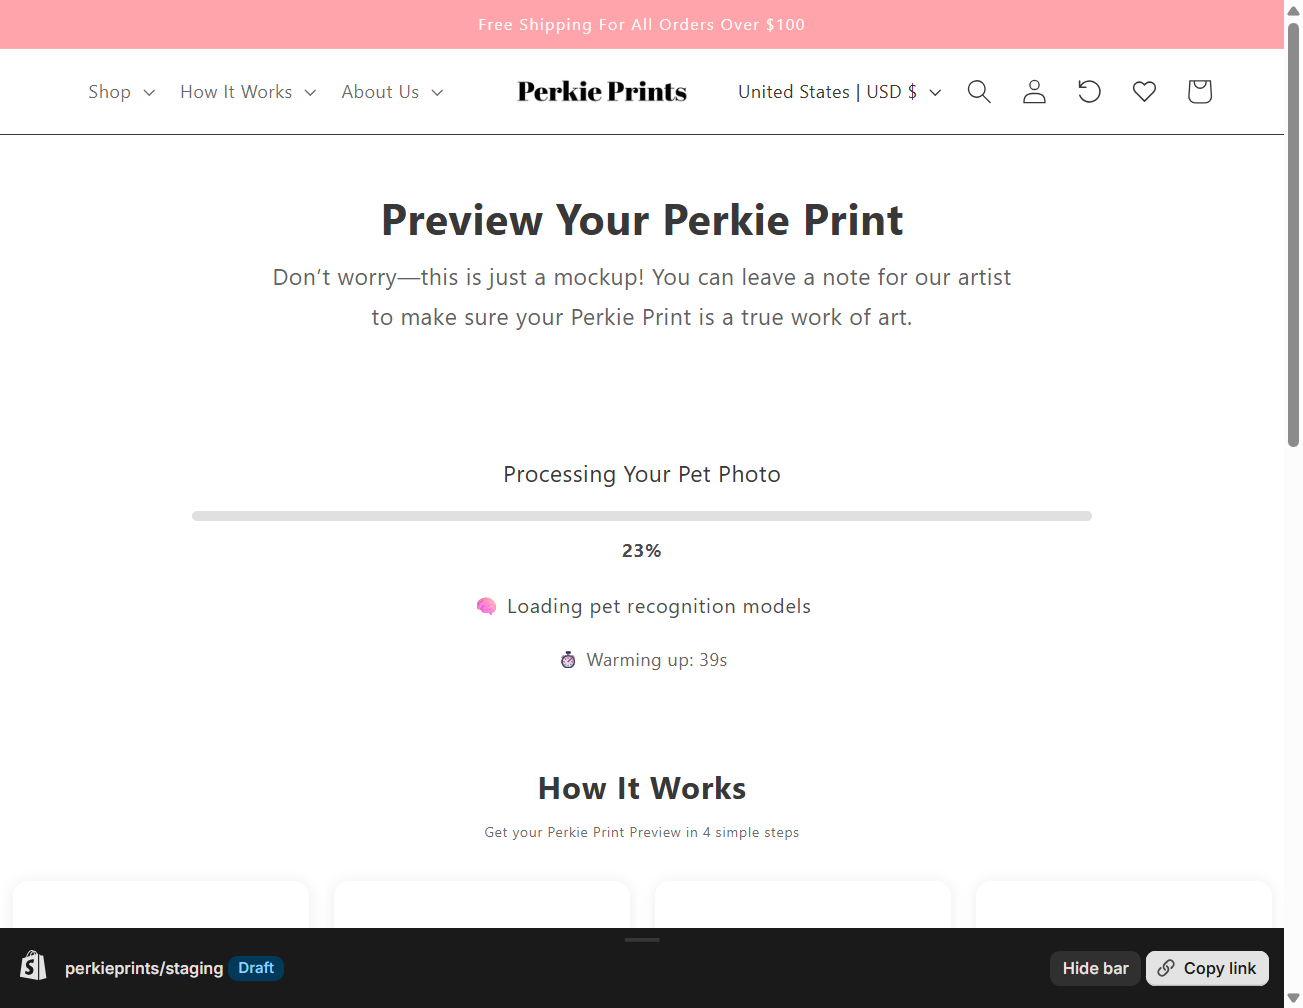 Free Shipping For All Orders Over $100
Shop How It Works About Us Perkie Prints United States | USD $
Preview Your Perkie Print
Don’t worry—this is just a mockup! You can leave a note for our artist
to make sure your Perkie Print is a true work of art.
Processing Your Pet Photo
23%
🧠 Loading pet recognition models
⏱ Warming up: 39s
How It Works
Get your Perkie Print Preview in 4 simple steps
perkieprints/staging Draft Hide bar Copy link